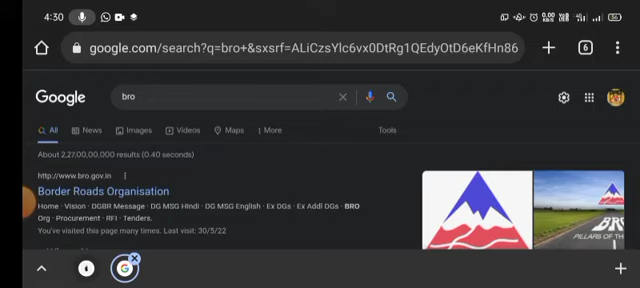 4:30
0.00
google.com/search?q=bro+&sxsrf=ALiCzsYlc6vx0DtRg1QEdyOtD6eKfHn86
6
Google
bro
All News Images Videos Maps More Tools
About 2,27,00,00,000 results (0.40 seconds)
http://www.bro.gov.in
Border Roads Organisation
Home · Vision · DGBR Message · DG MSG Hindi · DG MSG English · Ex DGs · Ex Addl DGs · BRO
Org · Procurement · RFI · Tenders.
You've visited this page many times. Last visit: 30/5/22
PILLARS OF TH